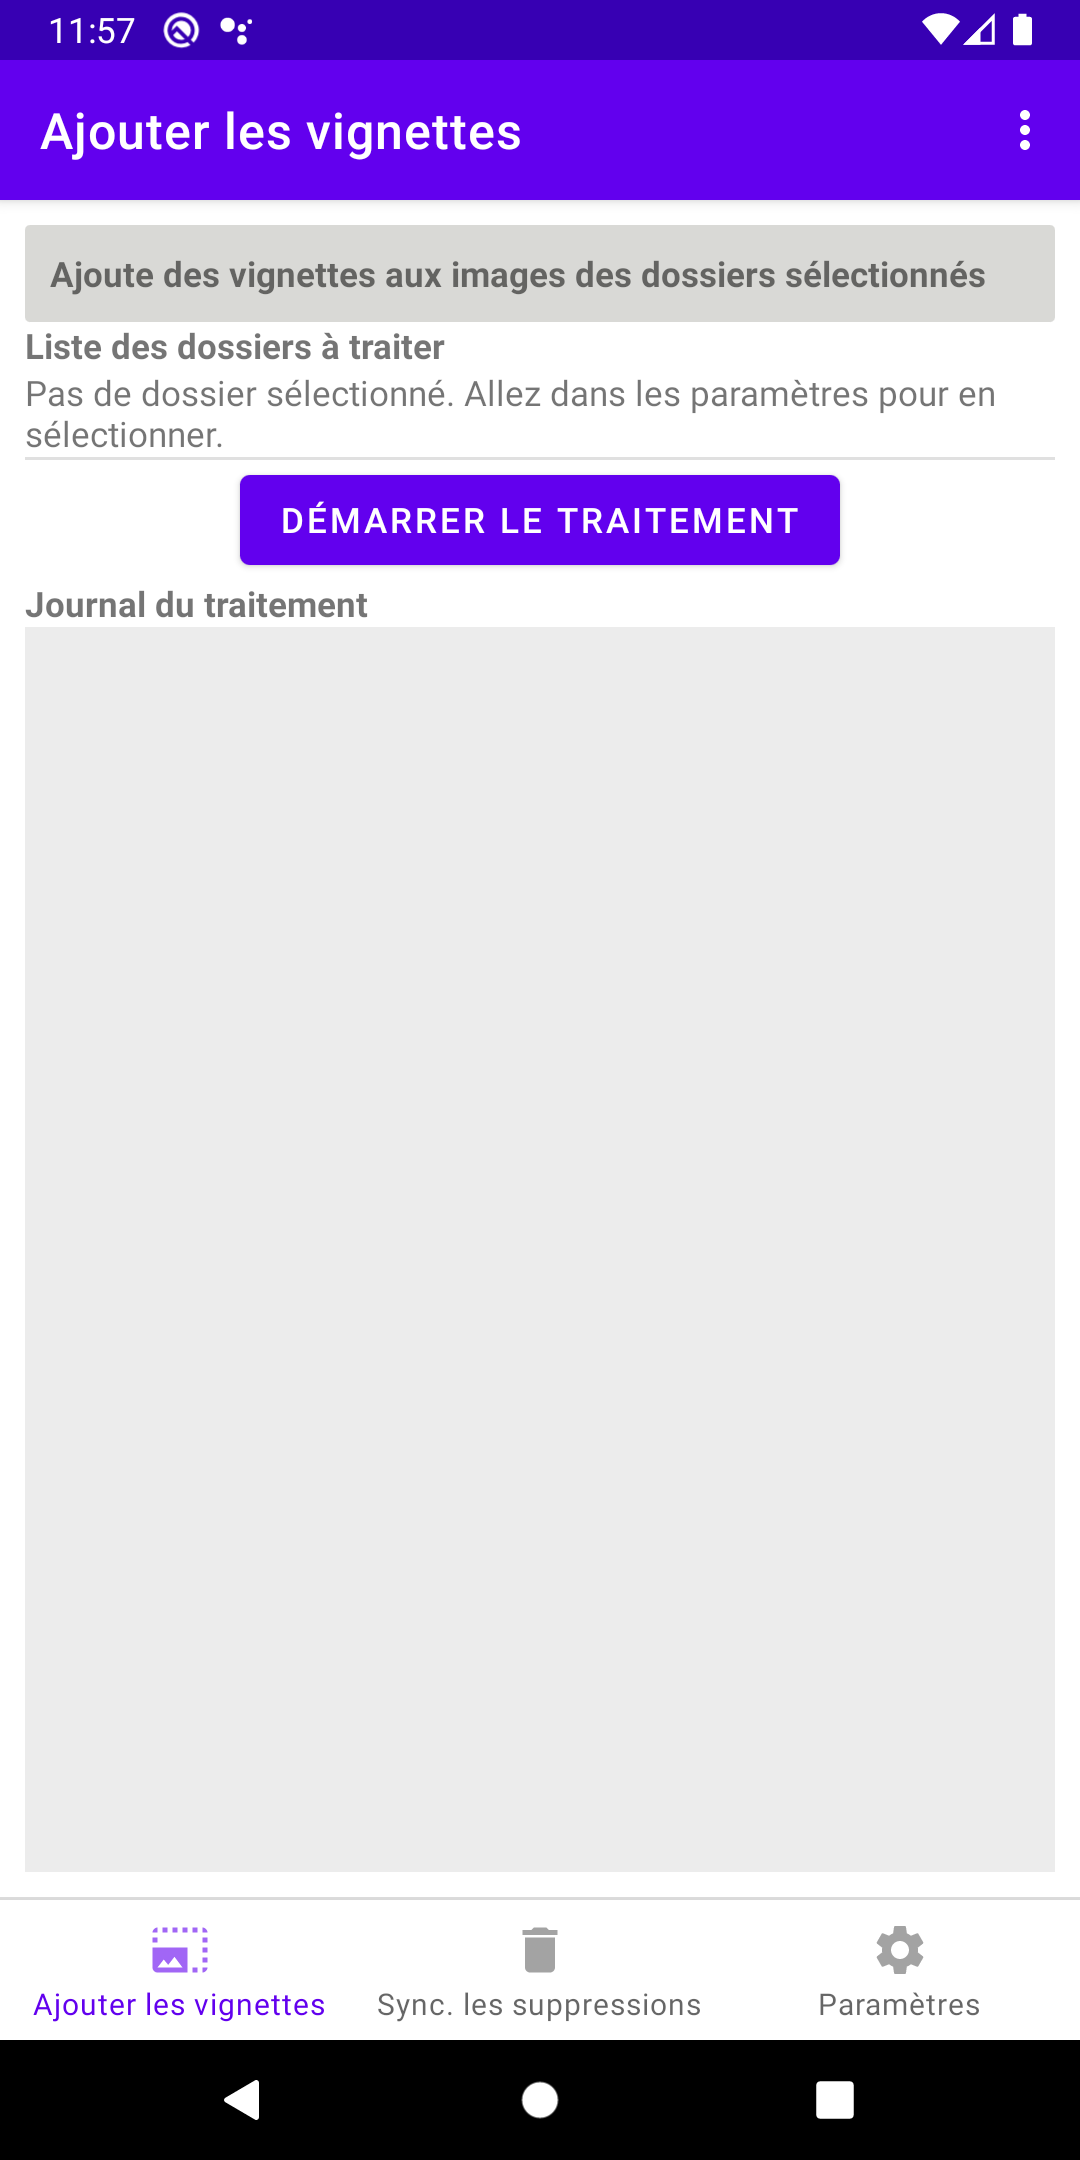 11:57
Ajouter les vignettes
Ajoute des vignettes aux images des dossiers sélectionnés
Liste des dossiers à traiter
Pas de dossier sélectionné. Allez dans les paramètres pour en
sélectionner.
DÉMARRER LE TRAITEMENT
Journal du traitement
Ajouter les vignettes
Sync. les suppressions
Paramètres